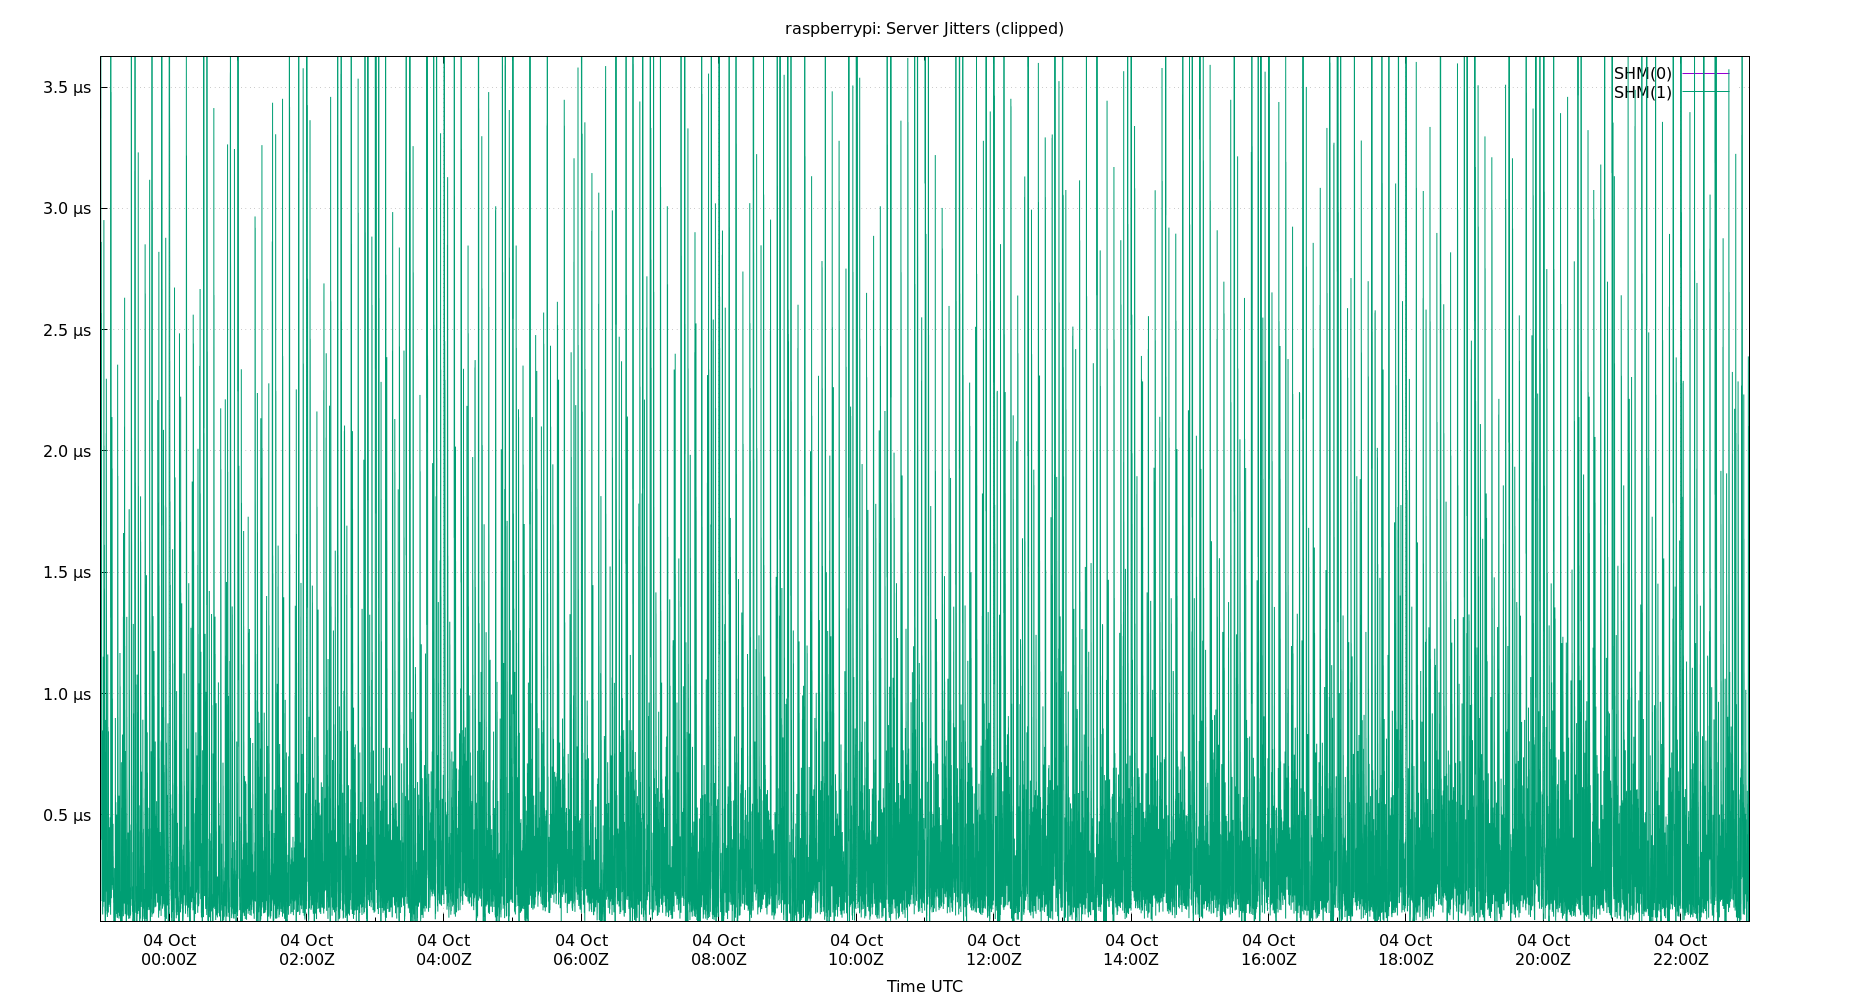 raspberrypi: Server Jitters (clipped)
SHM(0)
SHM(1)
3.5 µs
3.0 µs
2.5 µs
2.0 µs
1.5 µs
1.0 µs
0.5 µs
04 Oct 04 Oct 04 Oct 04 Oct 04 Oct 04 Oct 04 Oct 04 Oct 04 Oct 04 Oct 04 Oct 04 Oct
00:00Z 02:00Z 04:00Z 06:00Z 08:00Z 10:00Z 12:00Z 14:00Z 16:00Z 18:00Z 20:00Z 22:00Z
Time UTC